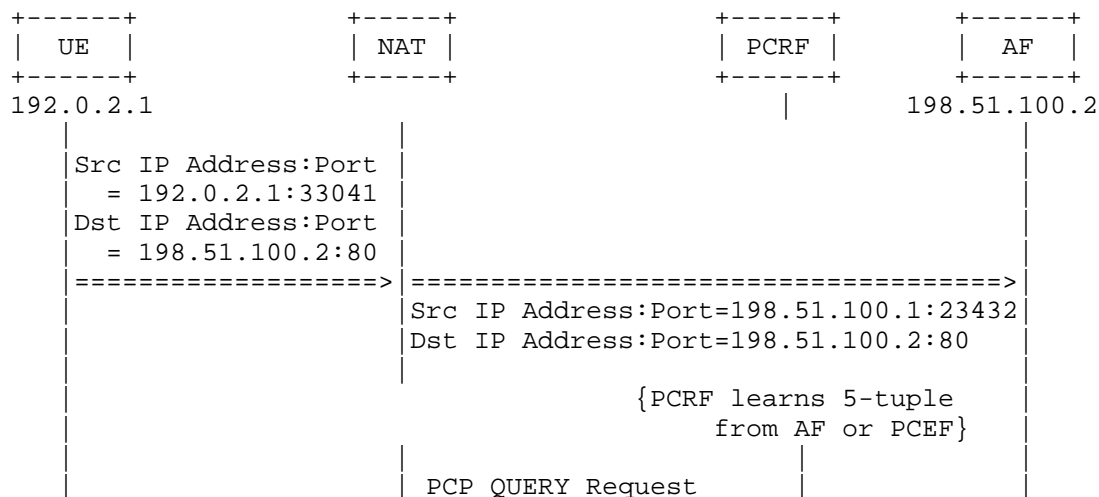 UE NAT PCRF AF
192.0.2.1 198.51.100.2
Src IP Address:Port
= 192.0.2.1:33041
Dst IP Address:Port
= 198.51.100.2:80
Src IP Address:Port=198.51.100.1:23432
Dst IP Address:Port=198.51.100.2:80
{PCRF learns 5-tuple
from AF or PCEF}
PCP QUERY Request